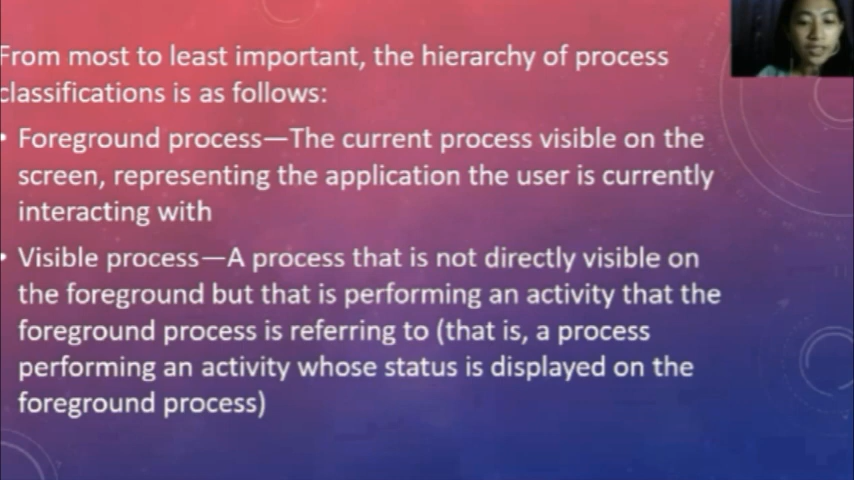 From most to least important, the hierarchy of process
classifications is as follows:
• Foreground process—The current process visible on the
screen, representing the application the user is currently
interacting with
• Visible process—A process that is not directly visible on
the foreground but that is performing an activity that the
foreground process is referring to (that is, a process
performing an activity whose status is displayed on the
foreground process)